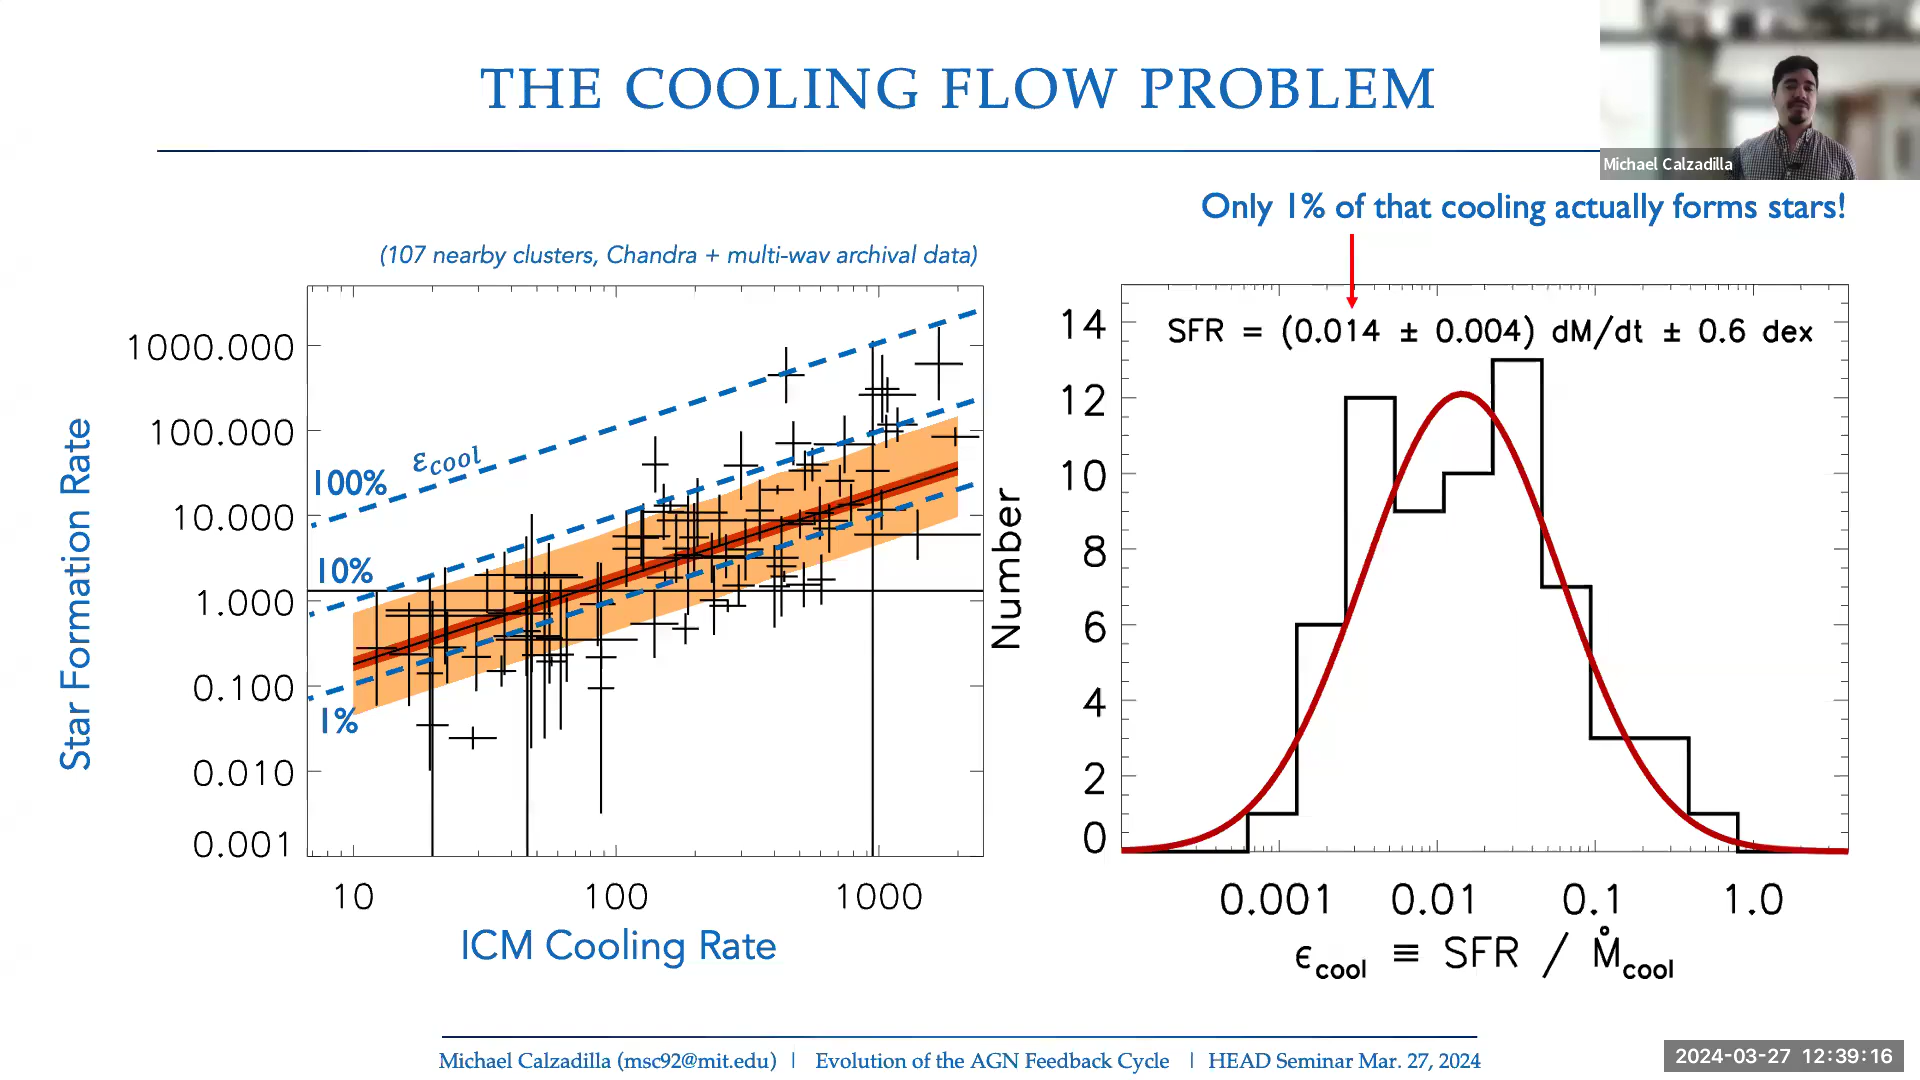 THE COOLING FLOW PROBLEM
Michael Calzadilla
Only 1% of that cooling actually forms stars!
(107 nearby clusters, Chandra + multi-wav archival data)
Star Formation Rate
1000.000
100.000
10.000
1.000
0.100
0.010
0.001
100%
ε_cool
10%
1%
10 100 1000
ICM Cooling Rate
SFR = (0.014 ± 0.004) dM/dt ± 0.6 dex
Number
14
12
10
8
6
4
2
0
0.001 0.01 0.1 1.0
ϵ_cool ≡ SFR / Ṁ_cool
Michael Calzadilla (msc92@mit.edu) | Evolution of the AGN Feedback Cycle | HEAD Seminar Mar. 27, 2024
2024-03-27 12:39:16